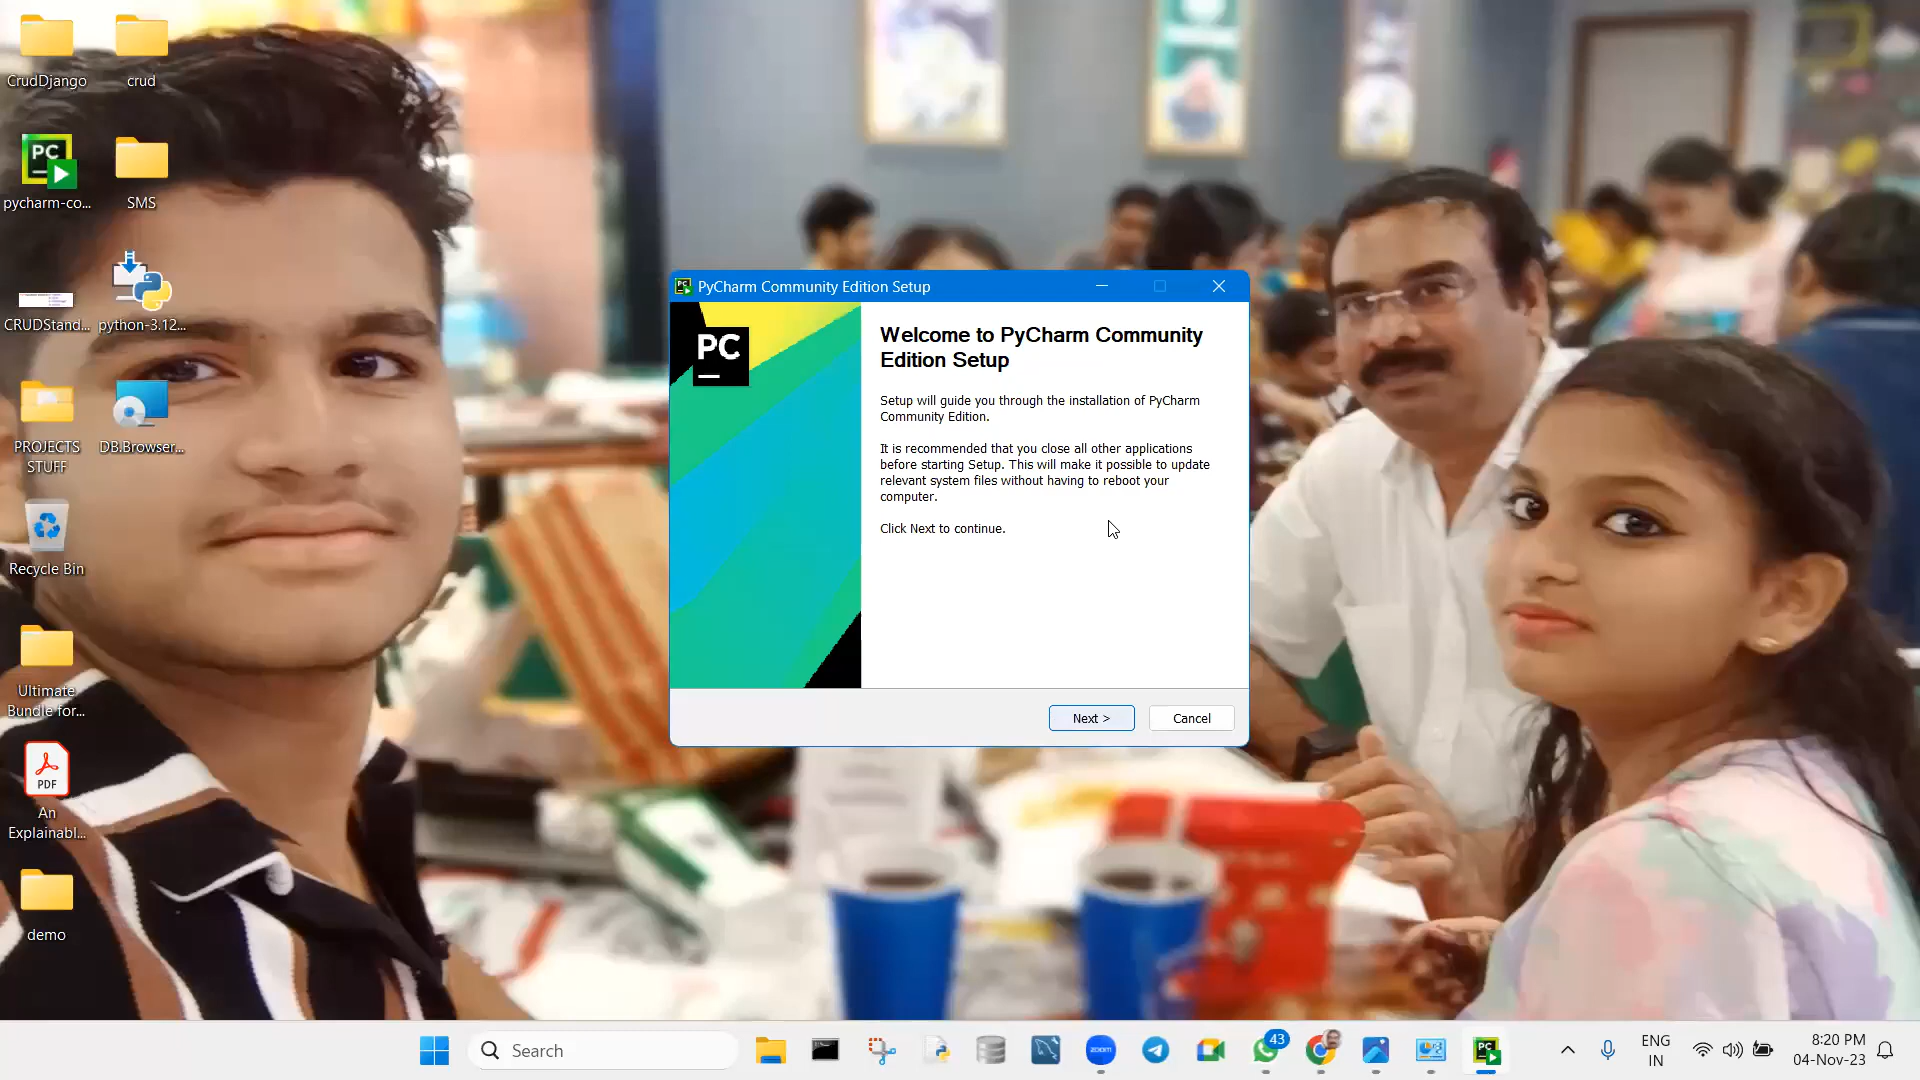 CrudDjango
crud
PC
pycharm-co...
SMS
CRUDStand...
python-3.12...
PROJECTS
STUFF
DB.Browser...
Recycle Bin
Ultimate
Bundle for...
PDF
An
Explainabl...
demo
PyCharm Community Edition Setup
PC
Welcome to PyCharm Community
Edition Setup
Setup will guide you through the installation of PyCharm
Community Edition.
It is recommended that you close all other applications
before starting Setup. This will make it possible to update
relevant system files without having to reboot your
computer.
Click Next to continue.
Next >
Cancel
Search
zoom
43
PC
ENG
IN
8:20 PM
04-Nov-23